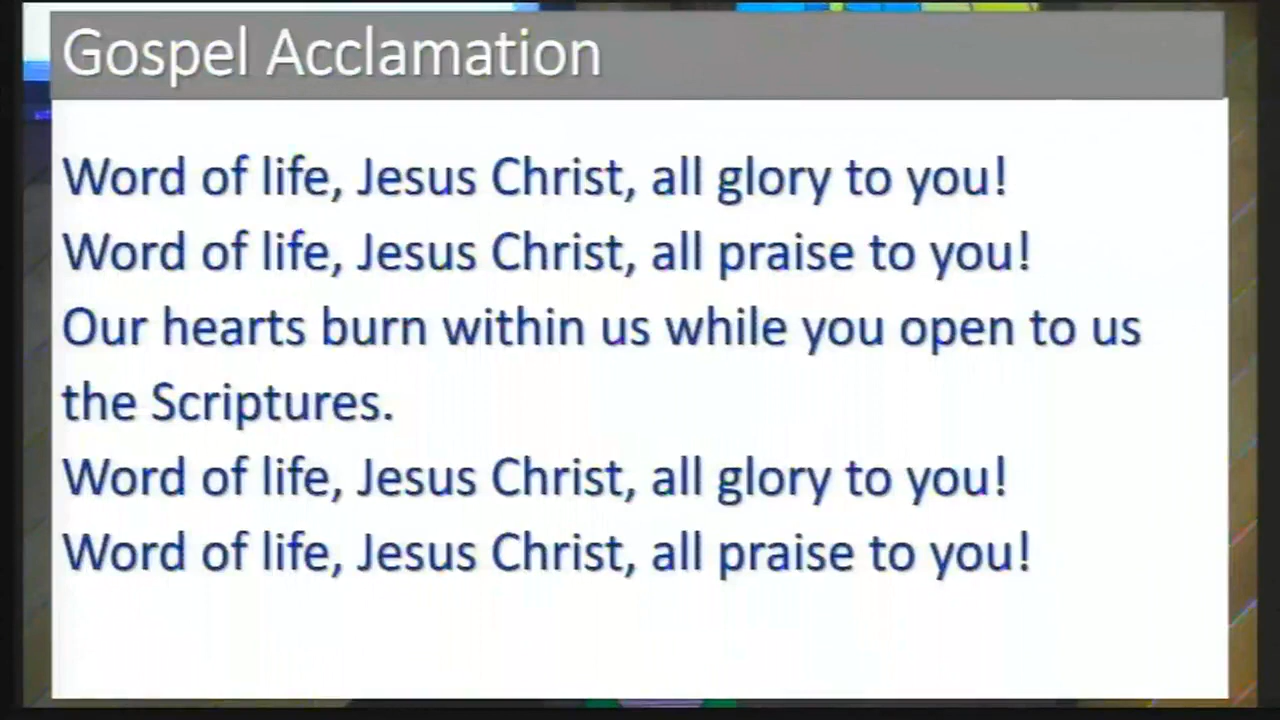 Gospel Acclamation
Word of life, Jesus Christ, all glory to you!
Word of life, Jesus Christ, all praise to you!
Our hearts burn within us while you open to us
the Scriptures.
Word of life, Jesus Christ, all glory to you!
Word of life, Jesus Christ, all praise to you!